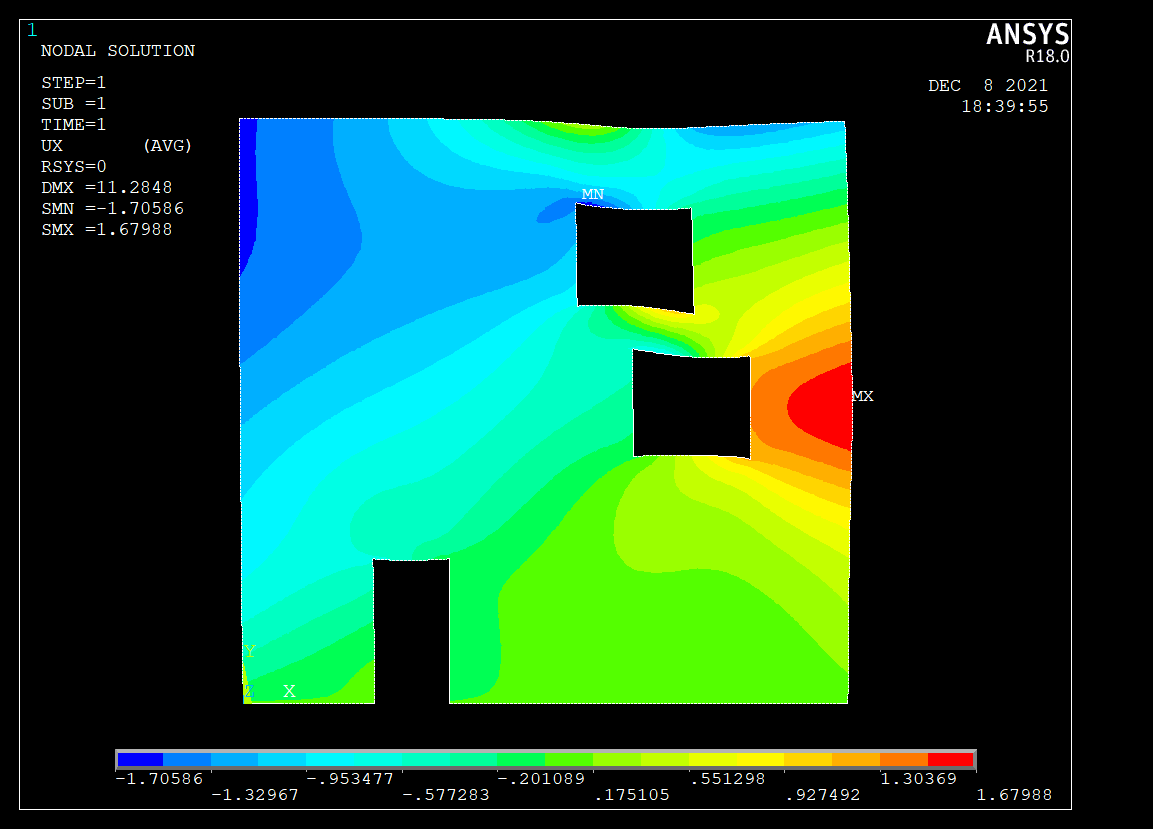 1
ANSYS
R18.0
NODAL SOLUTION
STEP=1
SUB =1
TIME=1
UX (AVG)
RSYS=0
DMX =11.2848
SMN =-1.70586
SMX =1.67988
DEC 8 2021
18:39:55
MN
MX
Y
Z X
-1.70586 -.953477 -.201089 .551298 1.30369
-1.32967 -.577283 .175105 .927492 1.67988